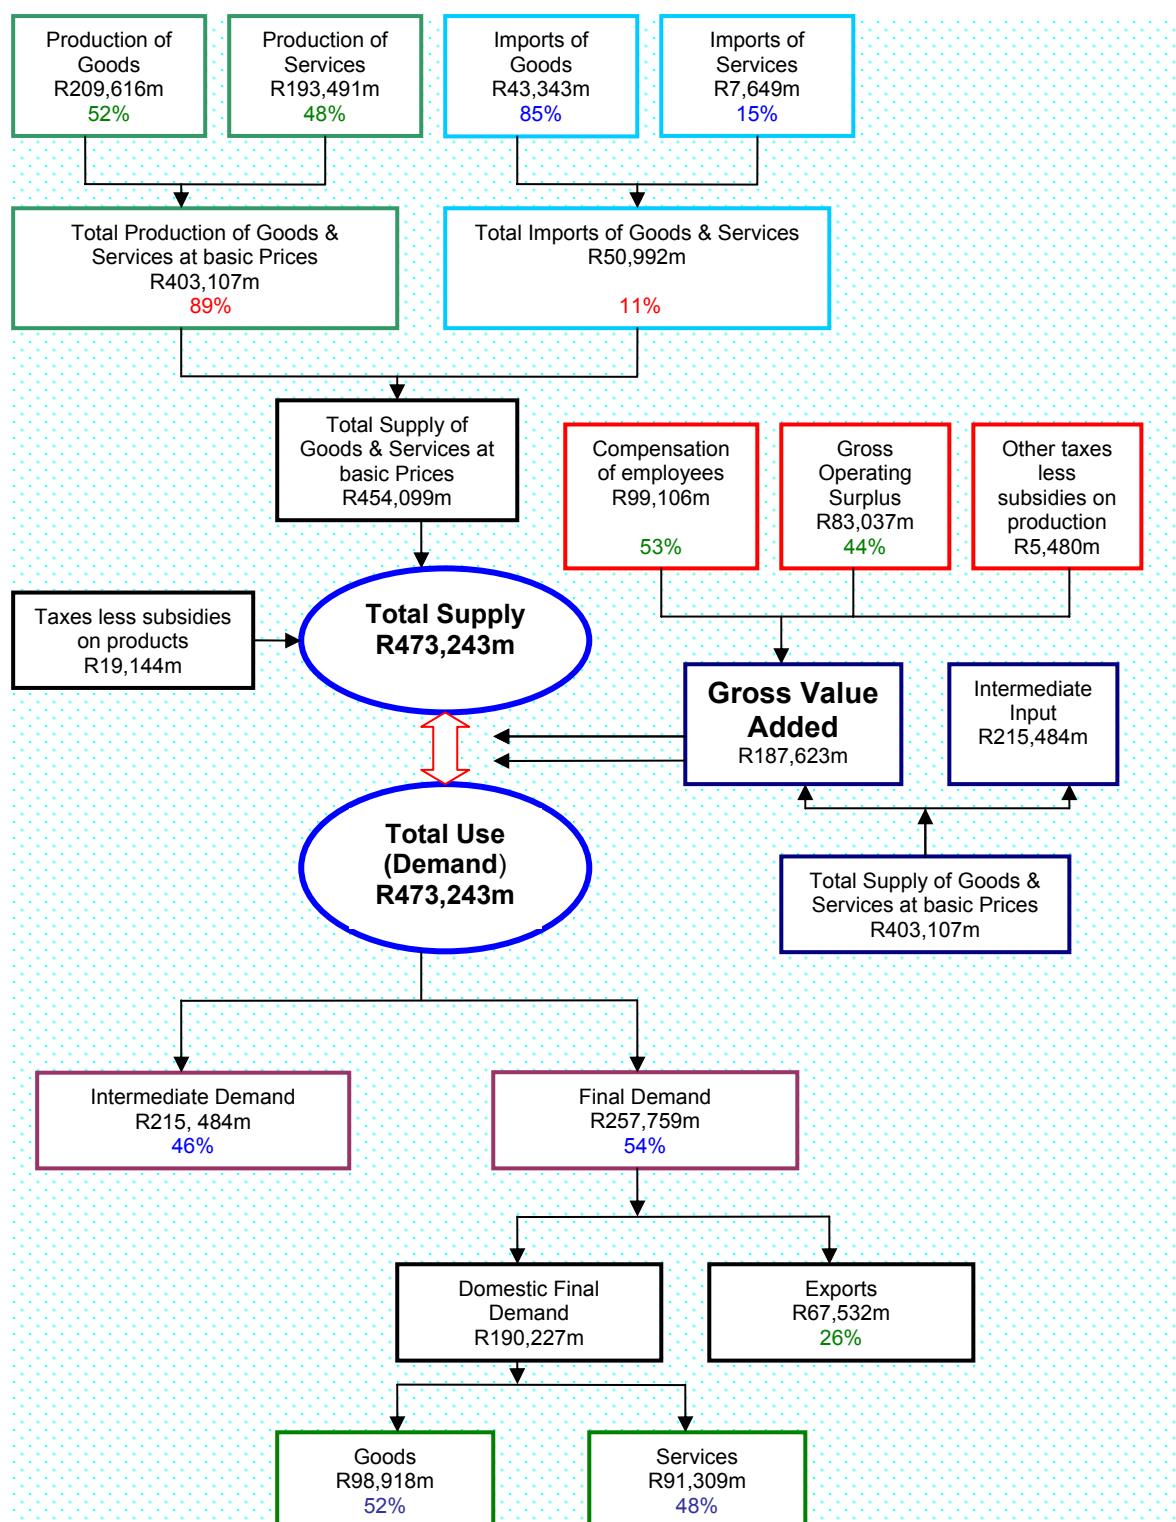 Production of
Goods
R209,616m
52%
Production of
Services
R193,491m
48%
Imports of
Goods
R43,343m
85%
Imports of
Services
R7,649m
15%
Total Production of Goods &
Services at basic Prices
R403,107m
89%
Total Imports of Goods & Services
R50,992m
11%
Total Supply of
Goods & Services at
basic Prices
R454,099m
Compensation
of employees
R99,106m
53%
Gross
Operating
Surplus
R83,037m
44%
Other taxes
less
subsidies on
production
R5,480m
Taxes less subsidies
on products
R19,144m
Total Supply
R473,243m
Gross Value
Added
R187,623m
Intermediate
Input
R215,484m
Total Use
(Demand)
R473,243m
Total Supply of Goods &
Services at basic Prices
R403,107m
Intermediate Demand
R215, 484m
46%
Final Demand
R257,759m
54%
Domestic Final
Demand
R190,227m
Exports
R67,532m
26%
Goods
R98,918m
52%
Services
R91,309m
48%